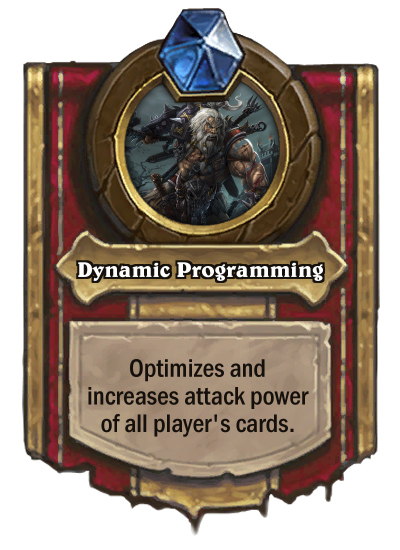 Dynamic Programming
Optimizes and
increases attack power
of all player's cards.